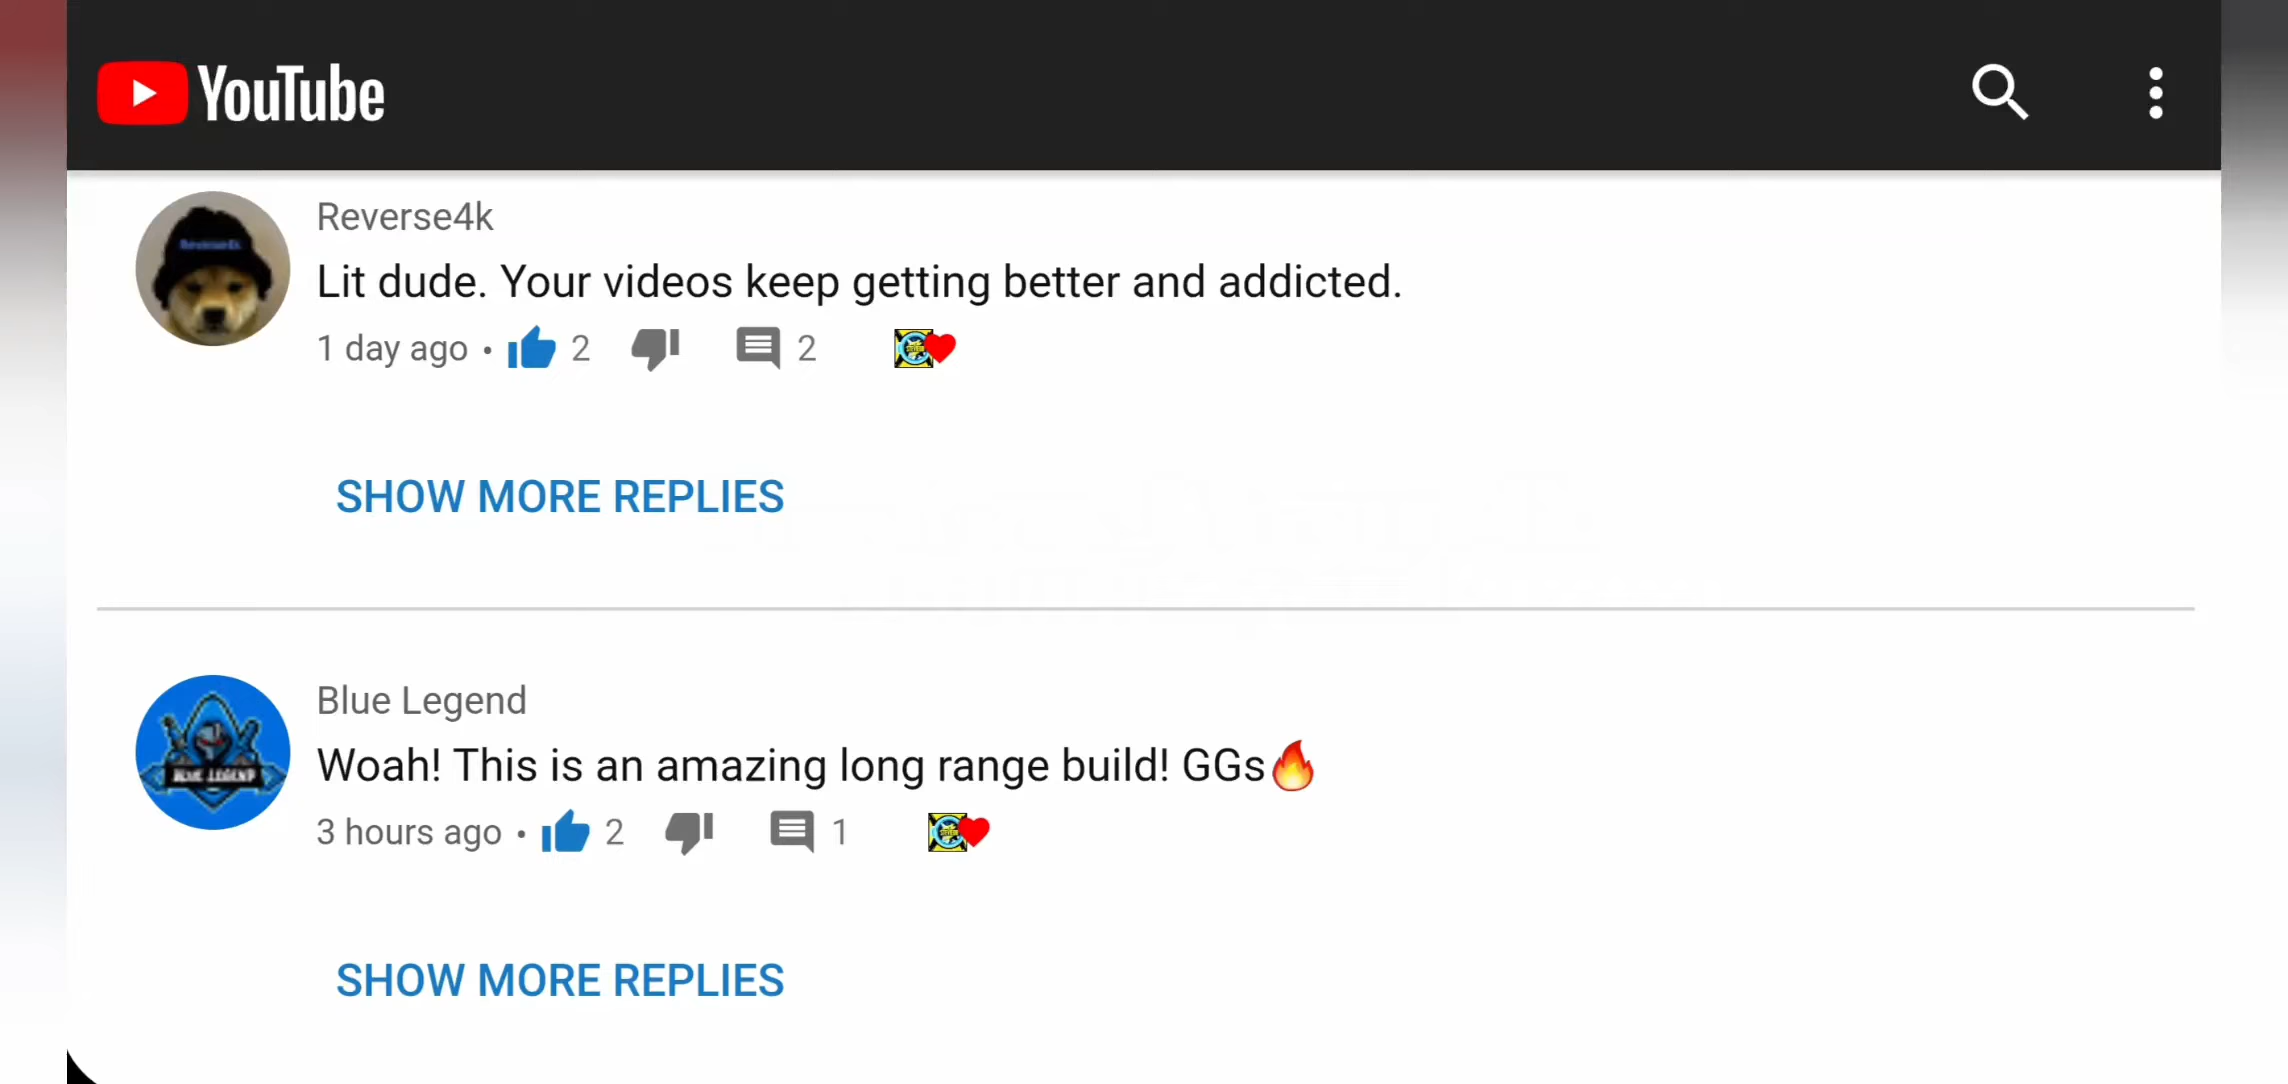 YouTube
Reverse4k
Lit dude. Your videos keep getting better and addicted.
1 day ago • 2 2
SHOW MORE REPLIES
Blue Legend
Woah! This is an amazing long range build! GGs🔥
BLUE LEGEND
3 hours ago • 2 1
SHOW MORE REPLIES